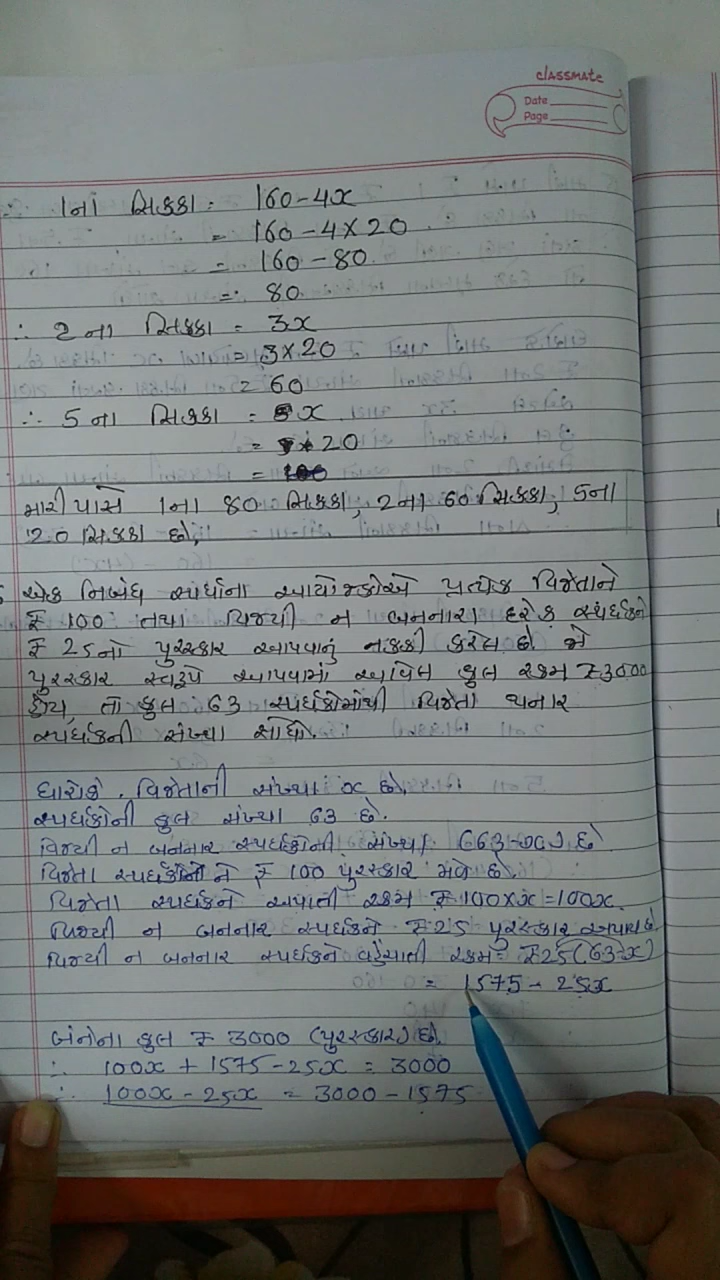 classmate
Date
Page
1ના સિક્કા = 160 - 4x
= 160 - 4 × 20
= 160 - 80
= 80
∴ 2 ના સિક્કા = 3x
= 3 × 20
= 60
∴ 5 ના સિક્કા = x
= 20
મારી પાસે 1ના 80 સિક્કા, 2ના 60 સિક્કા, 5ના
20 સિક્કા છે.
એક નિબંધ સ્પર્ધાના આયોજકોએ પ્રત્યેક વિજેતાને
₹ 100 તથા વિજયી ન બનનારા દરેક સ્પર્ધકને
₹ 25નો પુરસ્કાર આપવાનું નક્કી કરેલ છે. જો
પુરસ્કાર સ્વરૂપે આપવામાં આવેલ કુલ રકમ ₹3000
હોય, તો કુલ 63 સ્પર્ધકોમાંથી વિજેતા થનાર
સ્પર્ધકની સંખ્યા શોધો.
ધારોકે, વિજેતાની સંખ્યા x છે.
સ્પર્ધકોની કુલ સંખ્યા 63 છે.
વિજયી ન બનનાર સ્પર્ધકોની સંખ્યા (63-x) છે
વિજેતા સ્પર્ધકોને ₹ 100 પુરસ્કાર મળે છે.
વિજેતા સ્પર્ધકને અપાતી રકમ ₹100×x = 100x
વિજયી ન બનનાર સ્પર્ધકને ₹25 પુરસ્કાર અપાય છે
વિજયી ન બનનાર સ્પર્ધકને વહેંચાતી રકમ = ₹25(63-x)
= 1575 - 25x
બંનેના કુલ ₹ 3000 (પુરસ્કાર) છે.
∴ 100x + 1575 - 25x = 3000
∴ 100x - 25x = 3000 - 1575